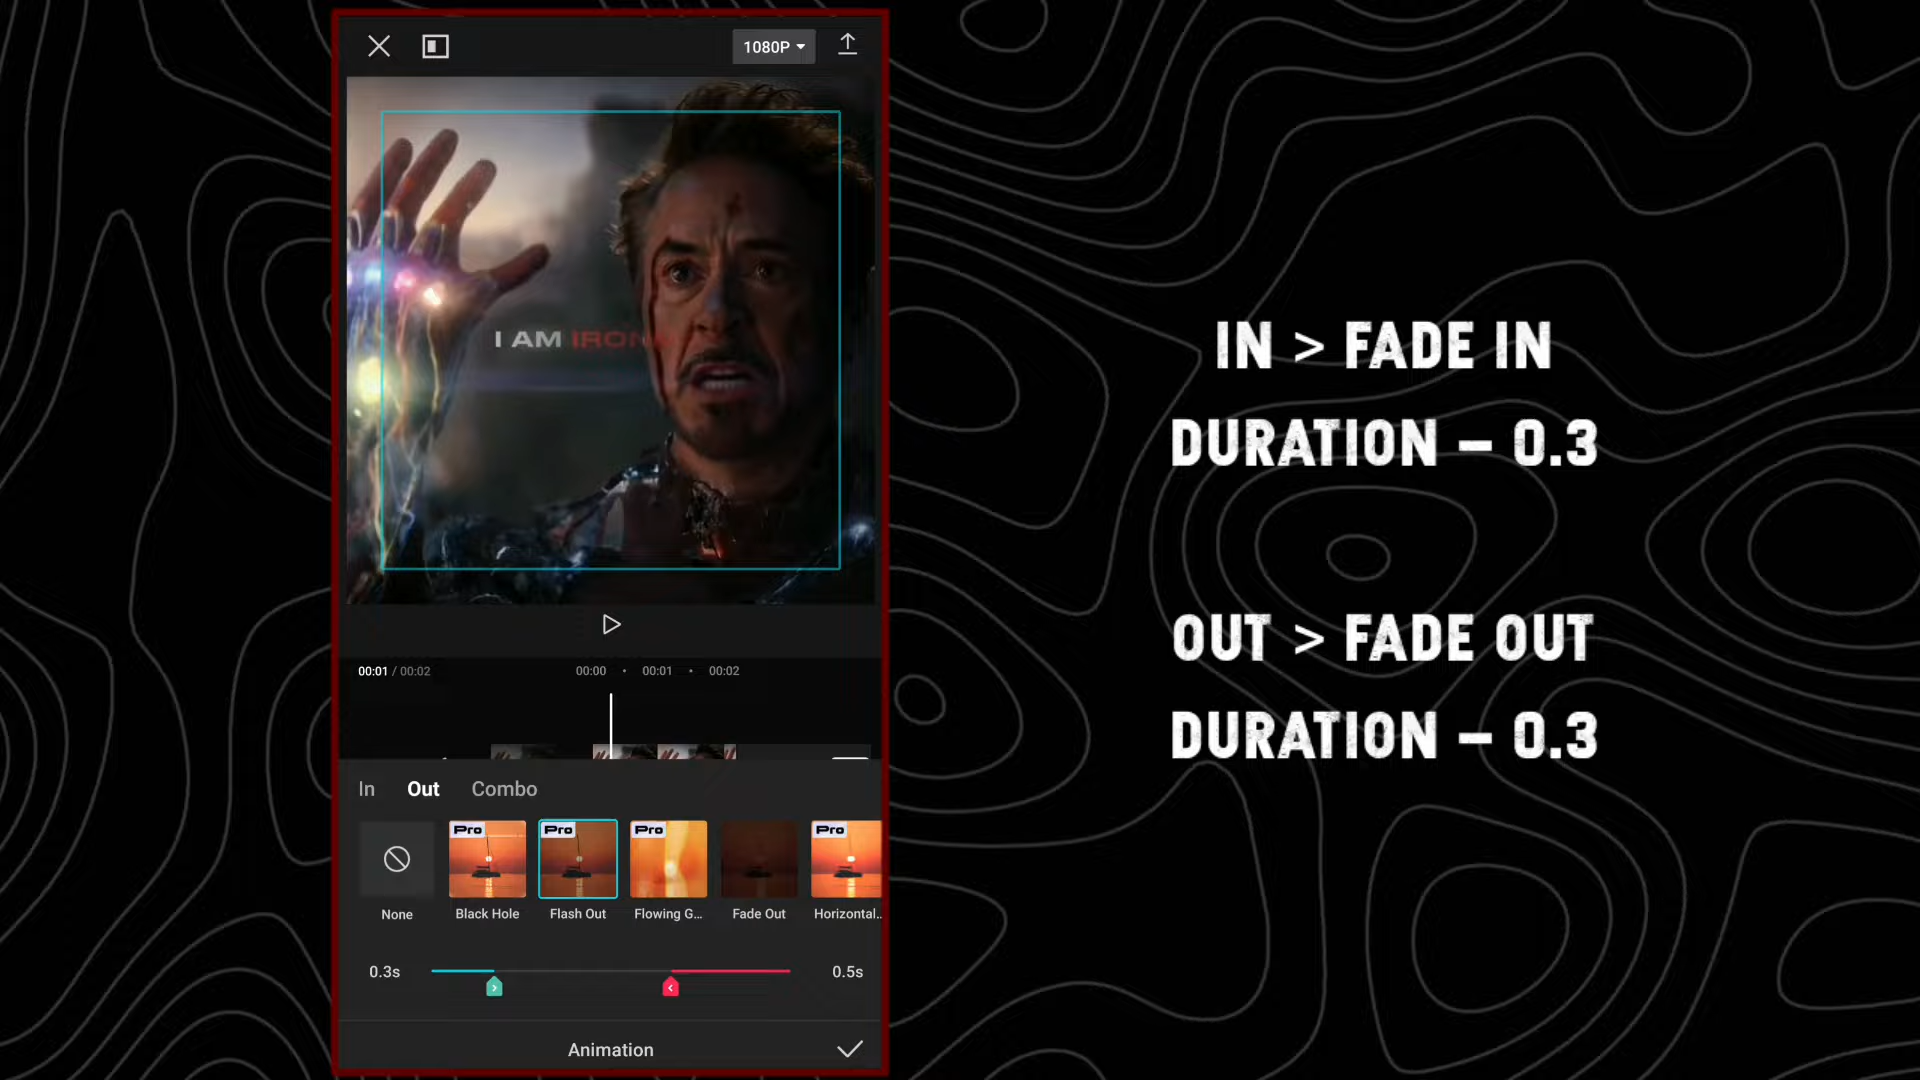 1080P
I AM IRON
00:01 / 00:02
00:00
00:01
00:02
In
Out
Combo
Pro
Pro
Pro
Pro
None
Black Hole
Flash Out
Flowing G...
Fade Out
Horizontal..
0.3s
0.5s
Animation
IN > FADE IN
DURATION – 0.3
OUT > FADE OUT
DURATION – 0.3